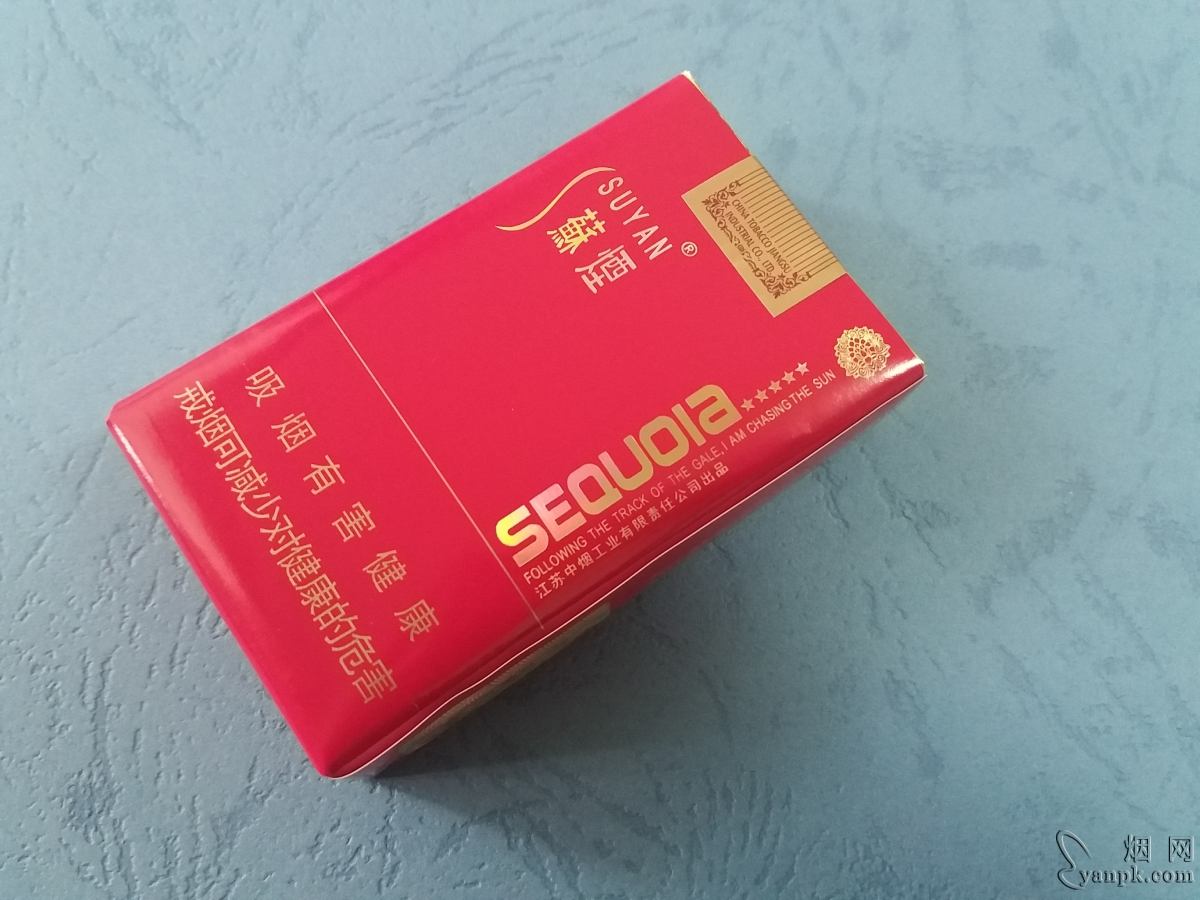 SUYAN®
蘇煙
CHINA TOBACCO JIANGSU
INDUSTRIAL CO., LTD.
SEQUOIA
★★★★★
FOLLOWING THE TRACK OF THE GALE,I AM CHASING THE SUN
江苏中烟工业有限责任公司出品
吸烟有害健康
戒烟可减少对健康的危害
烟网
yanpk.com